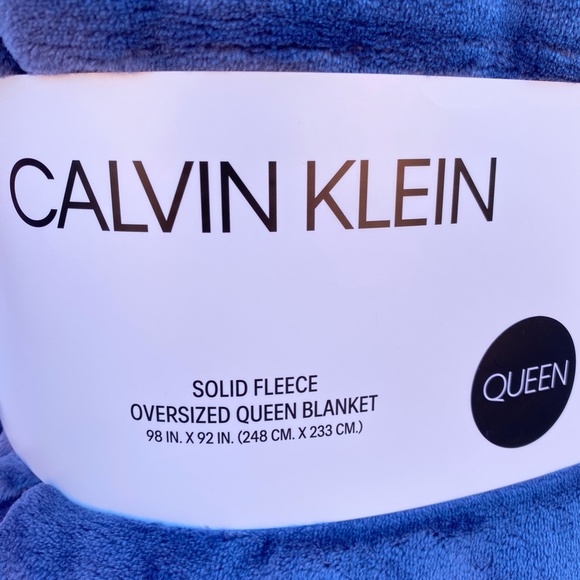 CALVIN KLEIN
SOLID FLEECE
OVERSIZED QUEEN BLANKET
98 IN. X 92 IN. (248 CM. X 233 CM.)
QUEEN